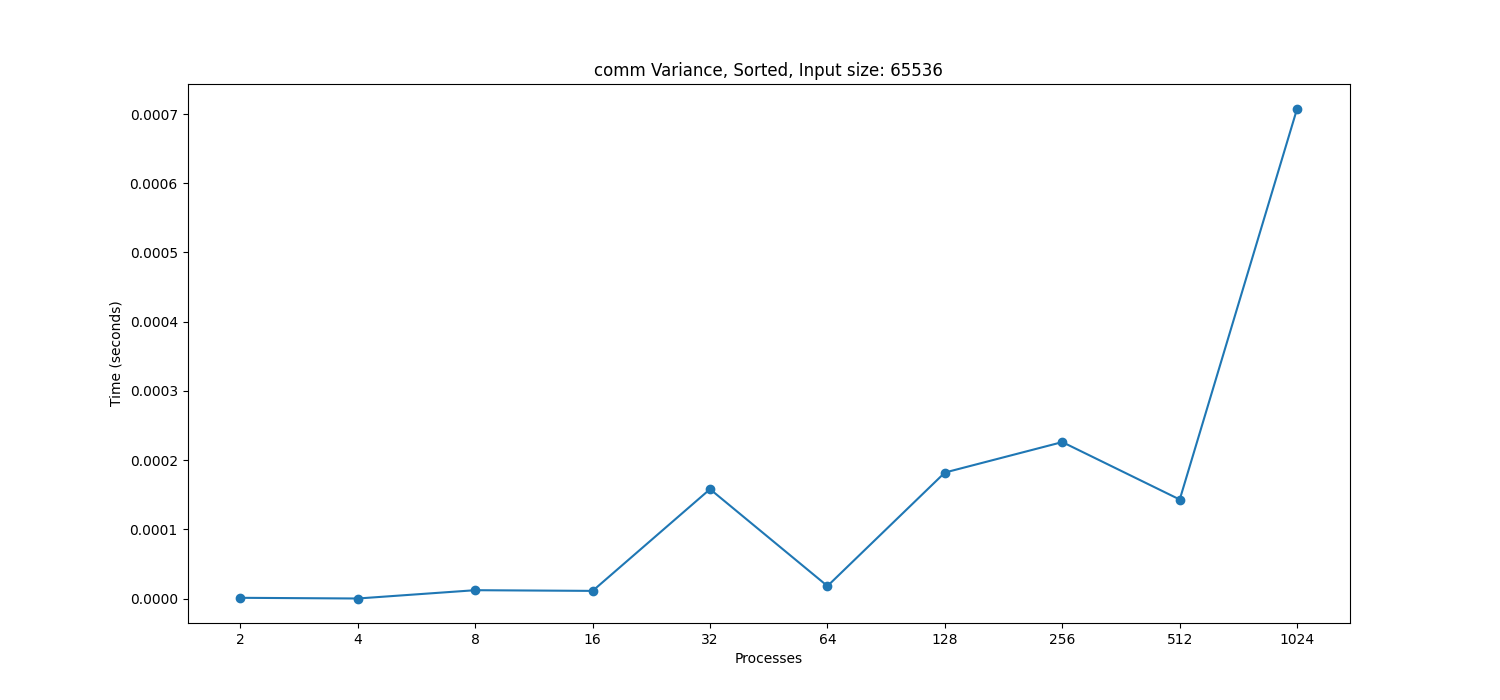 comm Variance, Sorted, Input size: 65536
0.0007
0.0006
0.0005
0.0004
0.0003
0.0002
0.0001
0.0000
Time (seconds)
2 4 8 16 32 64 128 256 512 1024
Processes